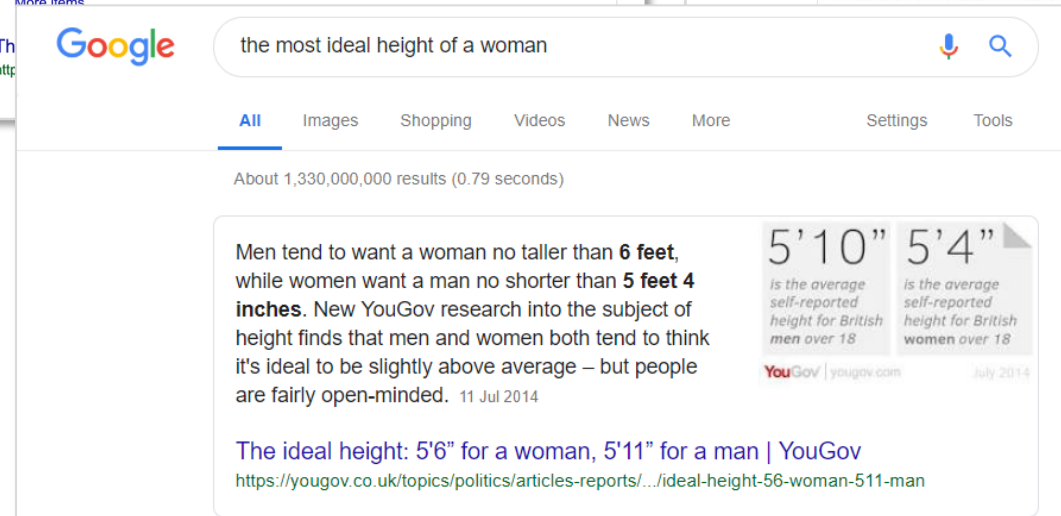 More items
Th
http
Google
the most ideal height of a woman
All Images Shopping Videos News More Settings Tools
About 1,330,000,000 results (0.79 seconds)
Men tend to want a woman no taller than 6 feet,
while women want a man no shorter than 5 feet 4
inches. New YouGov research into the subject of
height finds that men and women both tend to think
it's ideal to be slightly above average – but people
are fairly open-minded. 11 Jul 2014
5’10”
is the average
self-reported
height for British
men over 18
5’4”
is the average
self-reported
height for British
women over 18
YouGov | yougov.com July 2014
The ideal height: 5'6” for a woman, 5'11” for a man | YouGov
https://yougov.co.uk/topics/politics/articles-reports/.../ideal-height-56-woman-511-man